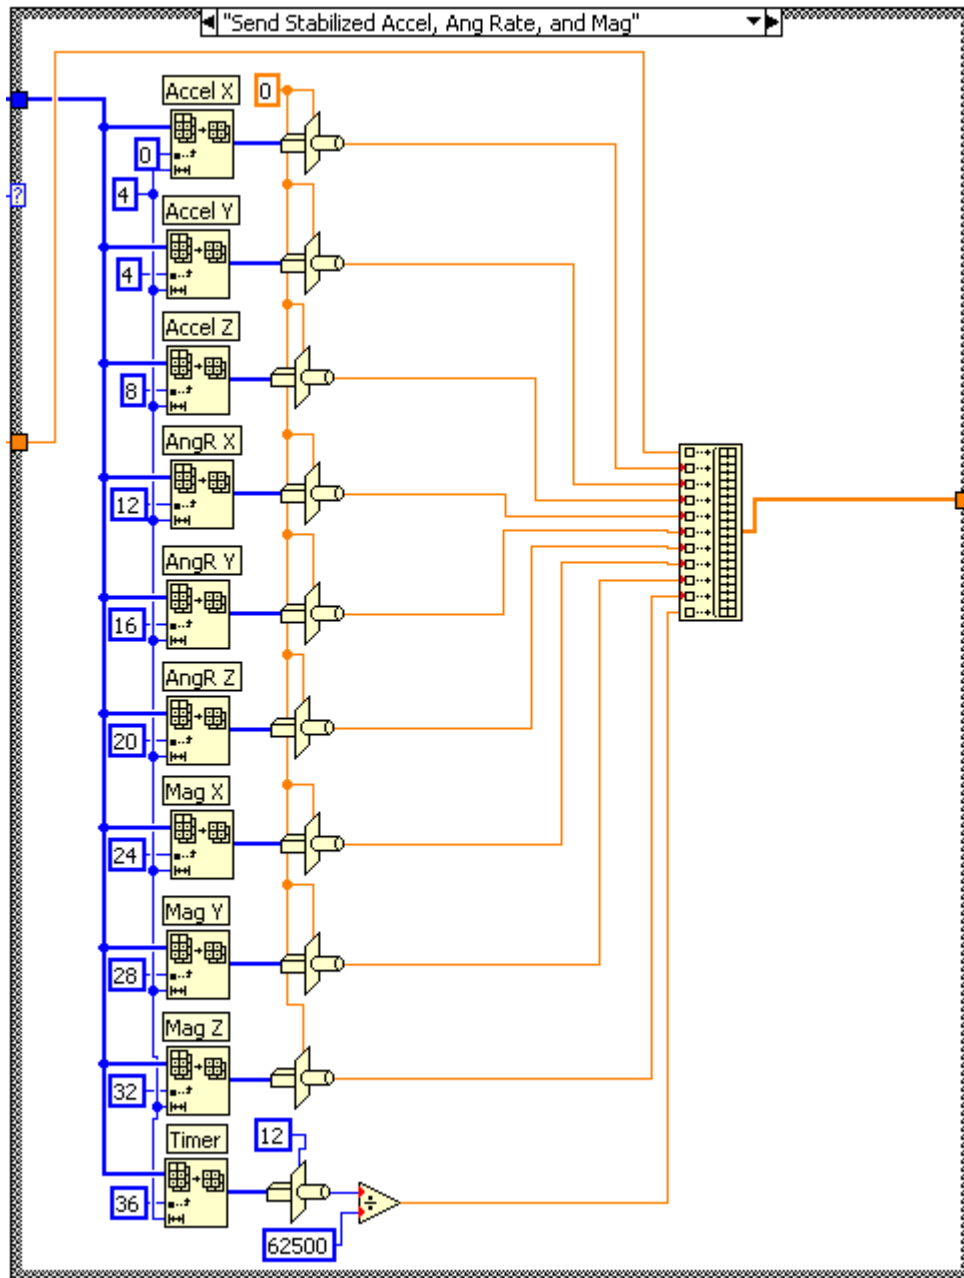 "Send Stabilized Accel, Ang Rate, and Mag"
Accel X
0
0
4
?
Accel Y
4
Accel Z
8
AngR X
12
AngR Y
16
AngR Z
20
Mag X
24
Mag Y
28
Mag Z
32
12
Timer
36
÷
62500